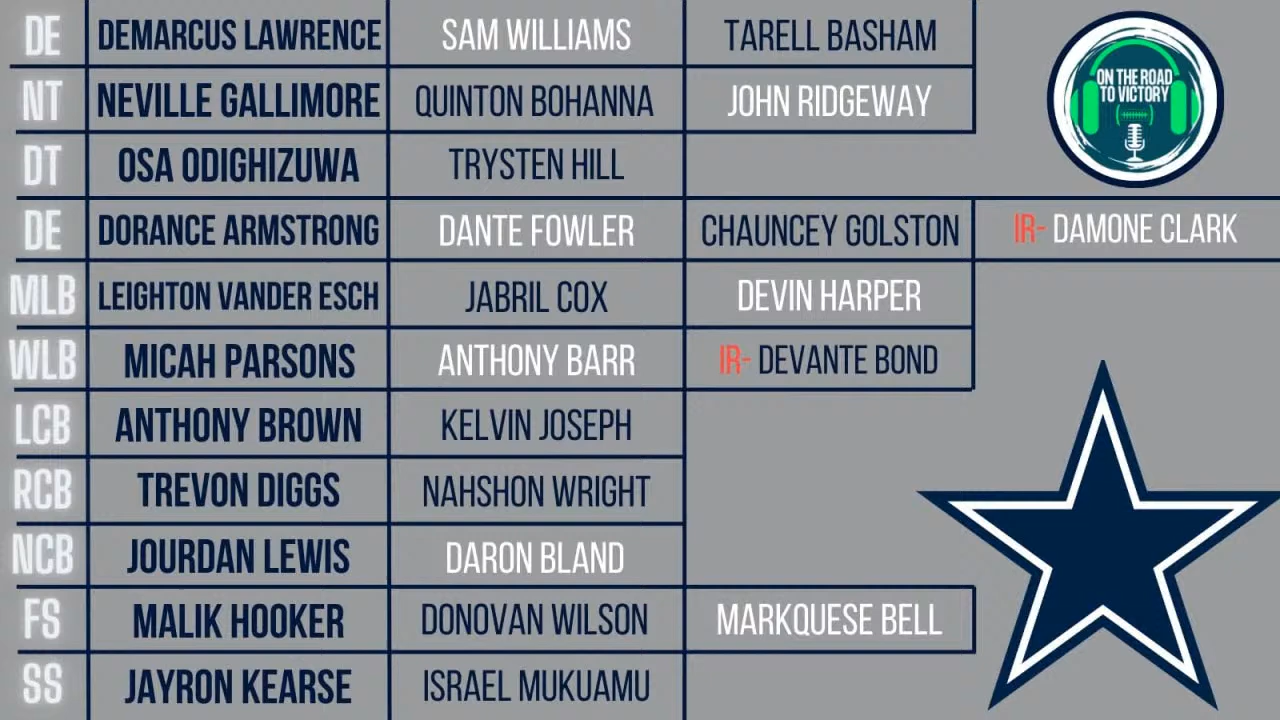 DE DEMARCUS LAWRENCE SAM WILLIAMS TARELL BASHAM
NT NEVILLE GALLIMORE QUINTON BOHANNA JOHN RIDGEWAY
ON THE ROAD
TO VICTORY
DT OSA ODIGHIZUWA TRYSTEN HILL
DE DORANCE ARMSTRONG DANTE FOWLER CHAUNCEY GOLSTON IR- DAMONE CLARK
MLB LEIGHTON VANDER ESCH JABRIL COX DEVIN HARPER
WLB MICAH PARSONS ANTHONY BARR IR- DEVANTE BOND
LCB ANTHONY BROWN KELVIN JOSEPH
RCB TREVON DIGGS NAHSHON WRIGHT
NCB JOURDAN LEWIS DARON BLAND
FS MALIK HOOKER DONOVAN WILSON MARKQUESE BELL
SS JAYRON KEARSE ISRAEL MUKUAMU